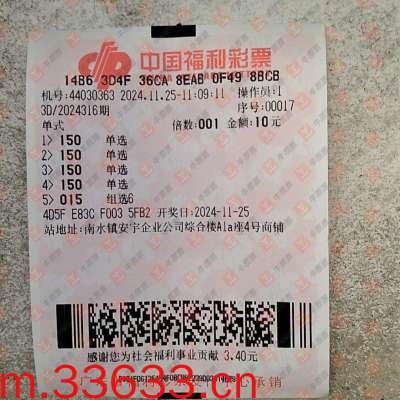 中国福利彩票
14B6 3D4F 36CA 8EAB 0F49 8BCB
机号:44030363 2024.11.25-11:09:11 操作员:1
3D/2024316期 序号:00017
单式 倍数:001 金额:10元
1> 150 单选
2> 150 单选
3> 150 单选
4> 150 单选
5> 015 组选6
4D5F E83C F003 5FB2 开奖日:2024-11-25
站地址:南水镇安宇企业公司综合楼A1a座4号商铺
感谢您为社会福利事业贡献 3.40元
m.33633.cn